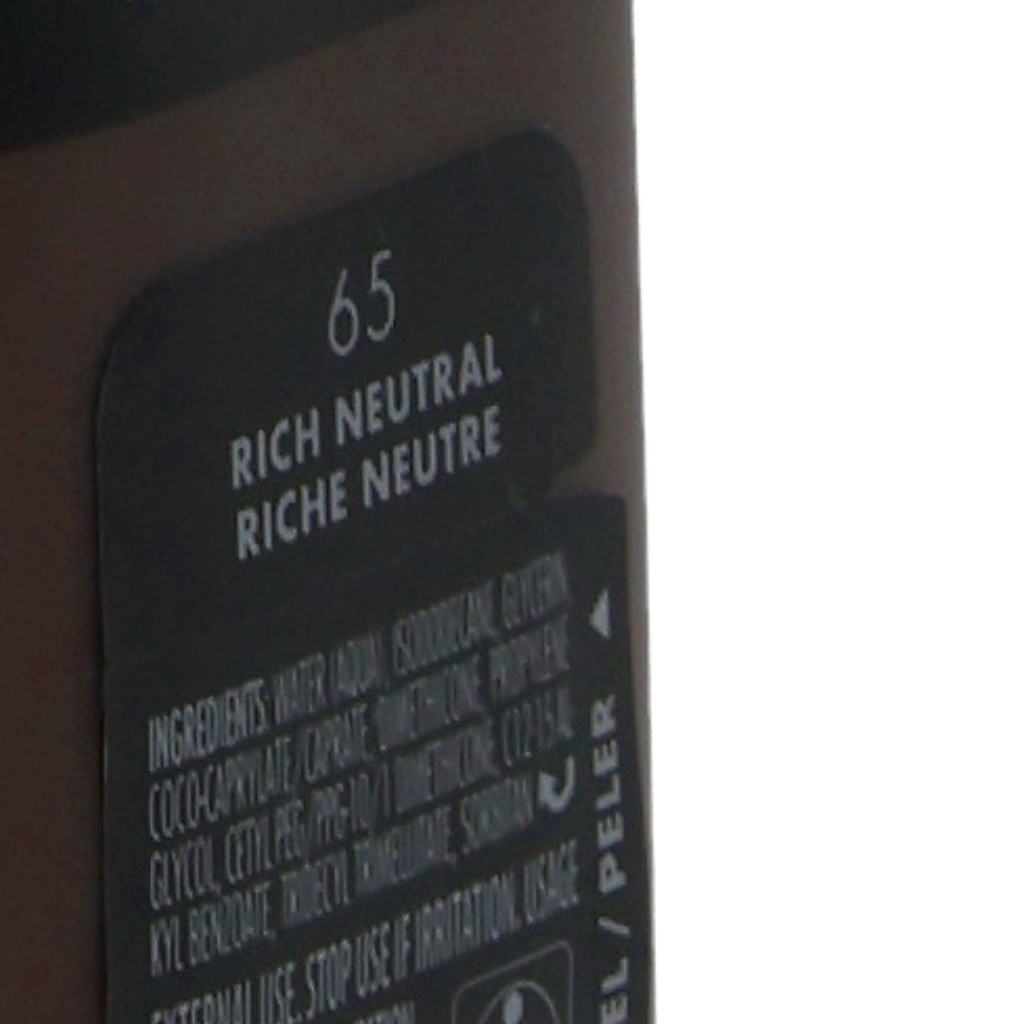 65
RICH NEUTRAL
RICHE NEUTRE
INGREDIENTS: WATER (AQUA), ISODODECANE, GLYCERIN,
COCO-CAPRYLATE/CAPRATE, DIMETHICONE, PROPYLENE
GLYCOL, CETYL PEG/PPG-10/1 DIMETHICONE, C12-15 AL
KYL BENZOATE, TRIDECYL TRIMELLITATE, SORBITAN
EXTERNAL USE. STOP USE IF IRRITATION. USAGE
EL / PELER ▲